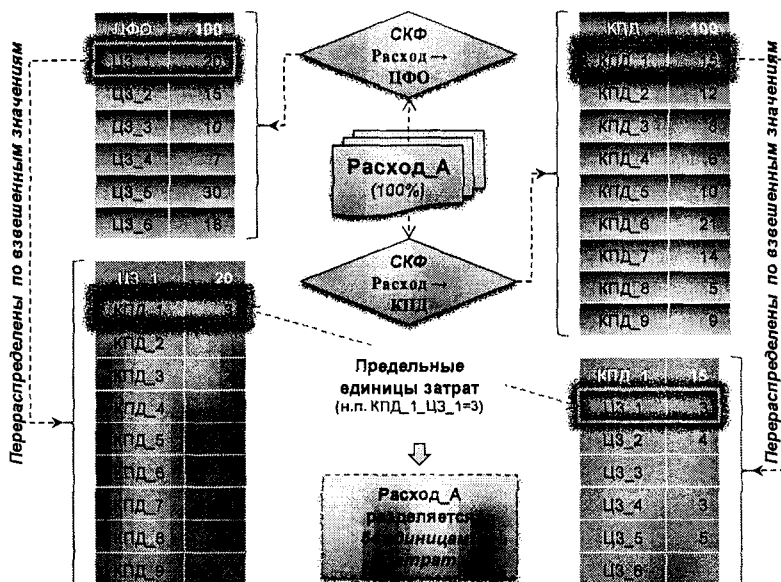 ЦФО 100
ЦЗ_1 20
ЦЗ_2 15
ЦЗ_3 10
ЦЗ_4 7
ЦЗ_5 30
ЦЗ_6 18
СКФ
Расход →
ЦФО
Расход_А
(100%)
СКФ
Расход →
КПД
КПД 100
КПД_1 15
КПД_2 12
КПД_3 8
КПД_4 6
КПД_5 10
КПД_6 21
КПД_7 14
КПД_8 5
КПД_9 9
Перераспределены по взвешенным значениям
Перераспределены по взвешенным значениям
ЦЗ_1 20
КПД_1 3
КПД_2
КПД_3
КПД_4
КПД_5
КПД_6
КПД_7
КПД_8
КПД_9
Предельные
единицы затрат
(н.п. КПД_1_ЦЗ_1=3)
Расход_А
разделяется
единицам
затрат
КПД_1 15
ЦЗ_1 3
ЦЗ_2 4
ЦЗ_3
ЦЗ_4 3
ЦЗ_5 5
ЦЗ_6